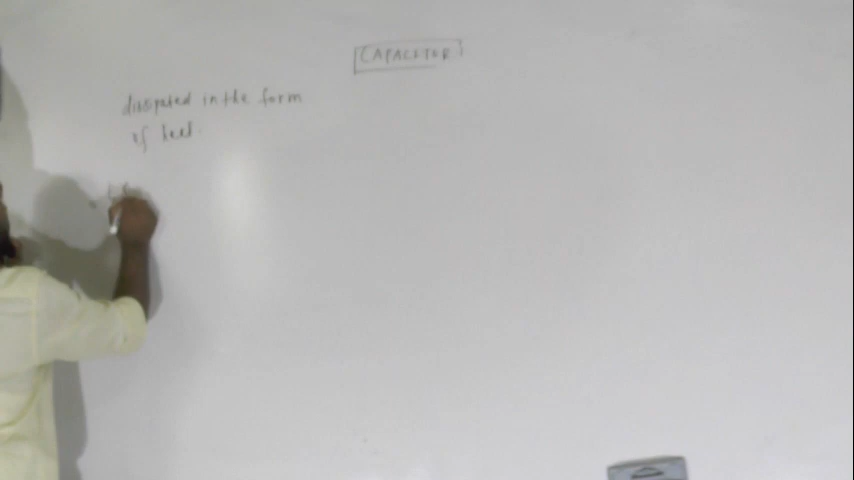 CAPACITOR
dissipated in the form
of heat.